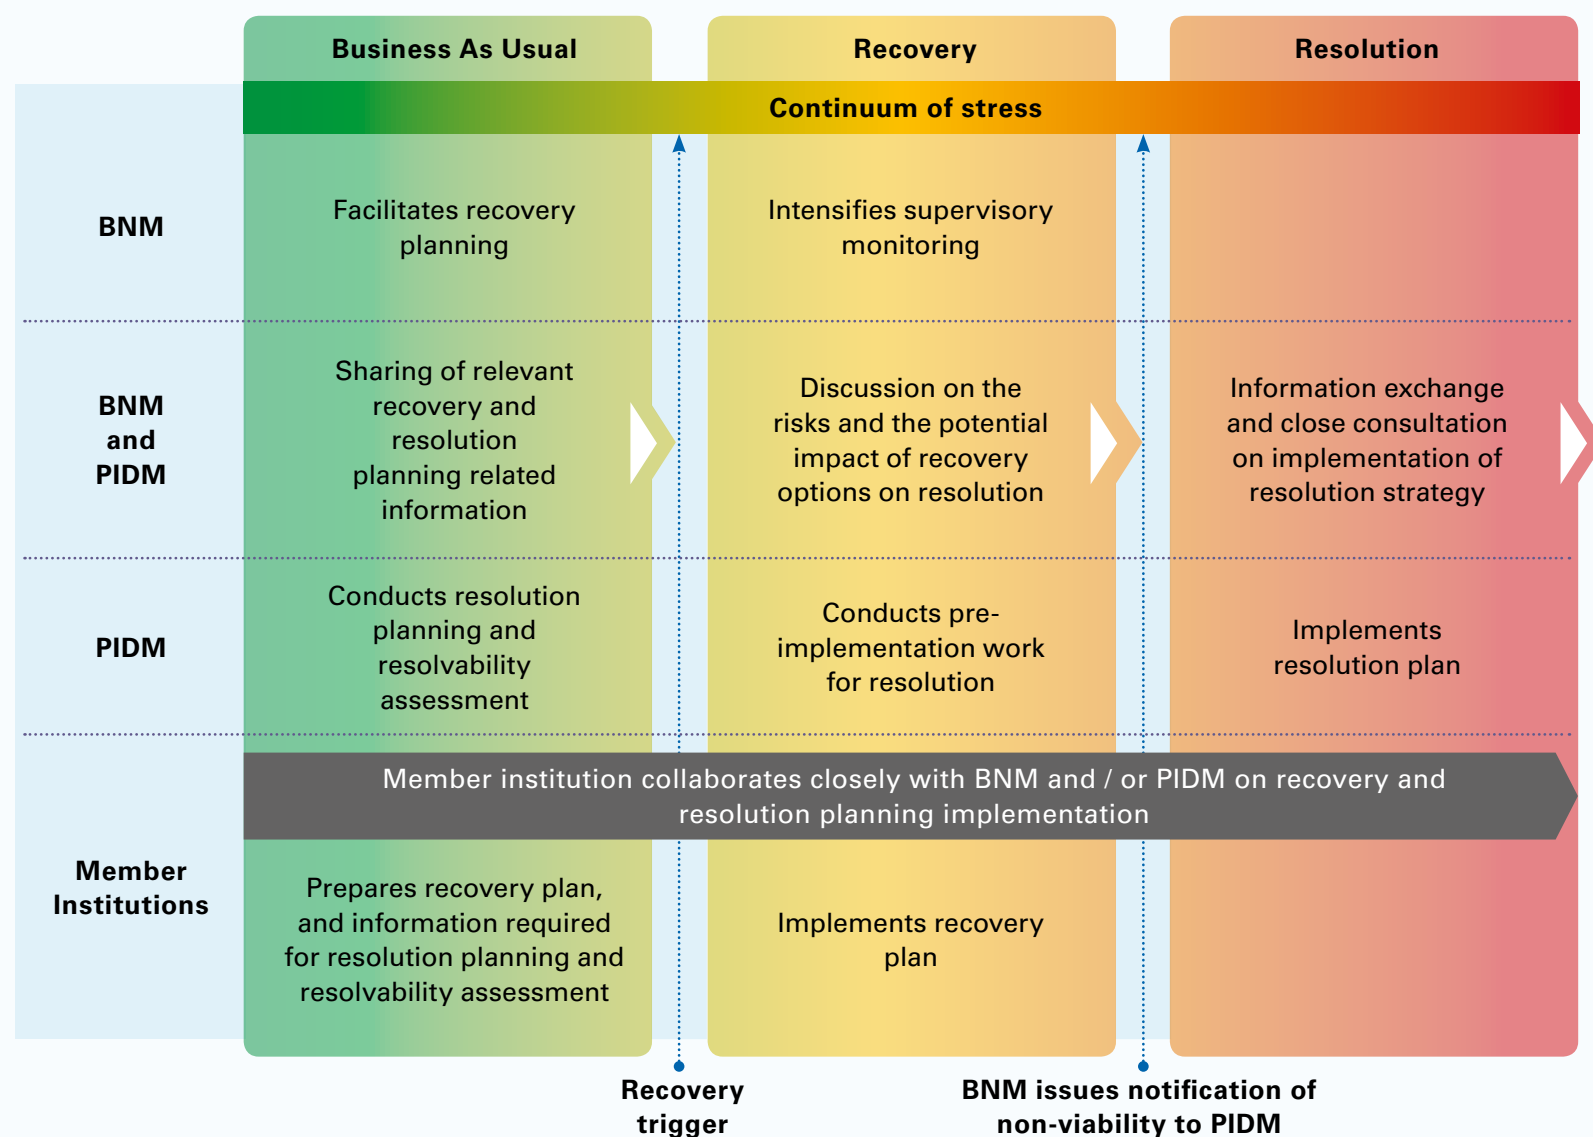 Business As Usual
Recovery
Resolution
Continuum of stress
BNM
Facilitates recovery
planning
Intensifies supervisory
monitoring
BNM
and
PIDM
Sharing of relevant
recovery and
resolution
planning related
information
Discussion on the
risks and the potential
impact of recovery
options on resolution
Information exchange
and close consultation
on implementation of
resolution strategy
PIDM
Conducts resolution
planning and
resolvability
assessment
Conducts pre-
implementation work
for resolution
Implements
resolution plan
Member institution collaborates closely with BNM and / or PIDM on recovery and
resolution planning implementation
Member
Institutions
Prepares recovery plan,
and information required
for resolution planning and
resolvability assessment
Implements recovery
plan
Recovery
trigger
BNM issues notification of
non-viability to PIDM